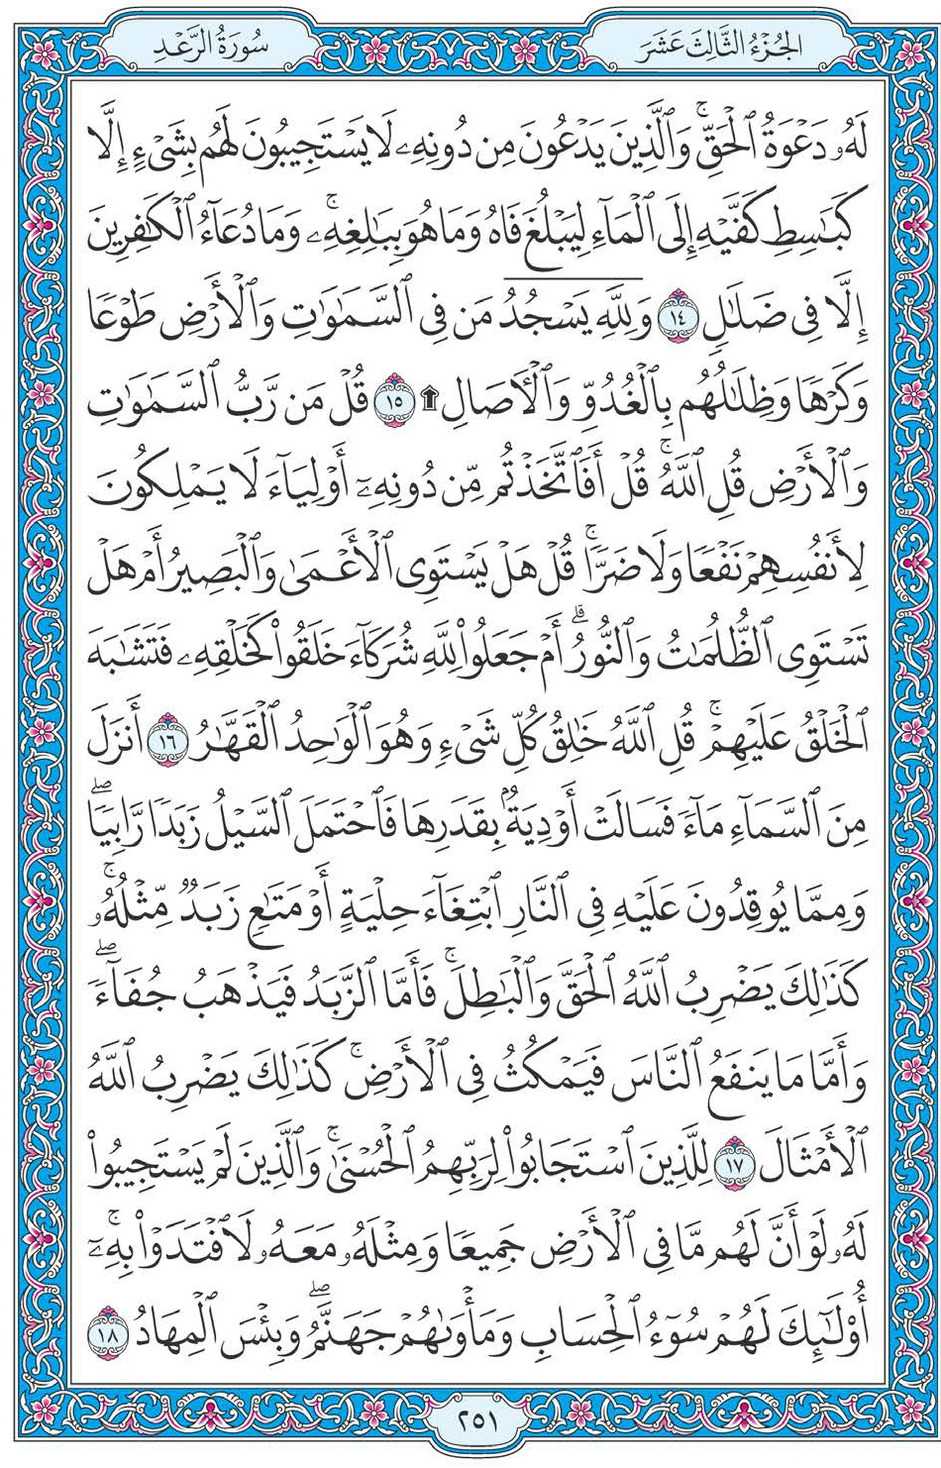 الجُزْءُ الثَّالِثَ عَشَرَ
سُورَةُ الرَّعْدِ
لَهُۥ دَعْوَةُ ٱلْحَقِّ ۖ وَٱلَّذِينَ يَدْعُونَ مِن دُونِهِۦ لَا يَسْتَجِيبُونَ لَهُم بِشَىْءٍ إِلَّا
كَبَـٰسِطِ كَفَّيْهِ إِلَى ٱلْمَآءِ لِيَبْلُغَ فَاهُ وَمَا هُوَ بِبَـٰلِغِهِۦ ۚ وَمَا دُعَآءُ ٱلْكَـٰفِرِينَ
إِلَّا فِى ضَلَـٰلٍ ١٤ وَلِلَّهِ يَسْجُدُ مَن فِى ٱلسَّمَـٰوَٰتِ وَٱلْأَرْضِ طَوْعًا
وَكَرْهًا وَظِلَـٰلُهُم بِٱلْغُدُوِّ وَٱلْـَٔاصَالِ ۩ ١٥ قُلْ مَن رَّبُّ ٱلسَّمَـٰوَٰتِ
وَٱلْأَرْضِ قُلِ ٱللَّهُ ۚ قُلْ أَفَٱتَّخَذْتُم مِّن دُونِهِۦٓ أَوْلِيَآءَ لَا يَمْلِكُونَ
لِأَنفُسِهِمْ نَفْعًا وَلَا ضَرًّا ۚ قُلْ هَلْ يَسْتَوِى ٱلْأَعْمَىٰ وَٱلْبَصِيرُ أَمْ هَلْ
تَسْتَوِى ٱلظُّلُمَـٰتُ وَٱلنُّورُ ۗ أَمْ جَعَلُوا۟ لِلَّهِ شُرَكَآءَ خَلَقُوا۟ كَخَلْقِهِۦ فَتَشَـٰبَهَ
ٱلْخَلْقُ عَلَيْهِمْ ۚ قُلِ ٱللَّهُ خَـٰلِقُ كُلِّ شَىْءٍ وَهُوَ ٱلْوَٰحِدُ ٱلْقَهَّـٰرُ ١٦ أَنزَلَ
مِنَ ٱلسَّمَآءِ مَآءً فَسَالَتْ أَوْدِيَةٌۢ بِقَدَرِهَا فَٱحْتَمَلَ ٱلسَّيْلُ زَبَدًا رَّابِيًا ۖ
وَمِمَّا يُوقِدُونَ عَلَيْهِ فِى ٱلنَّارِ ٱبْتِغَآءَ حِلْيَةٍ أَوْ مَتَـٰعٍ زَبَدٌ مِّثْلُهُۥ ۚ
كَذَٰلِكَ يَضْرِبُ ٱللَّهُ ٱلْحَقَّ وَٱلْبَـٰطِلَ ۚ فَأَمَّا ٱلزَّبَدُ فَيَذْهَبُ جُفَآءً ۖ
وَأَمَّا مَا يَنفَعُ ٱلنَّاسَ فَيَمْكُثُ فِى ٱلْأَرْضِ ۚ كَذَٰلِكَ يَضْرِبُ ٱللَّهُ
ٱلْأَمْثَالَ ١٧ لِلَّذِينَ ٱسْتَجَابُوا۟ لِرَبِّهِمُ ٱلْحُسْنَىٰ ۚ وَٱلَّذِينَ لَمْ يَسْتَجِيبُوا۟
لَهُۥ لَوْ أَنَّ لَهُم مَّا فِى ٱلْأَرْضِ جَمِيعًا وَمِثْلَهُۥ مَعَهُۥ لَٱفْتَدَوْا۟ بِهِۦٓ ۚ
أُو۟لَـٰٓئِكَ لَهُمْ سُوٓءُ ٱلْحِسَابِ وَمَأْوَىٰهُمْ جَهَنَّمُ ۖ وَبِئْسَ ٱلْمِهَادُ ١٨
٢٥١